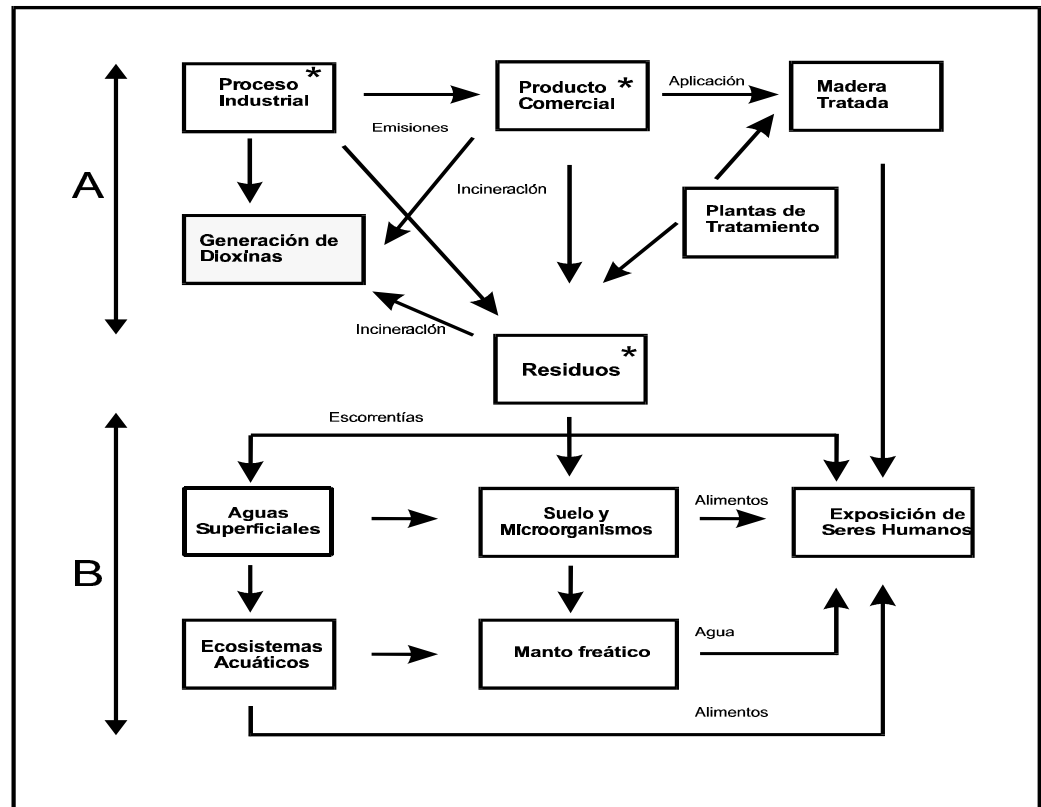 Proceso *
Industrial
Producto *
Comercial
Aplicación
Madera
Tratada
Emisiones
A
Incineración
Plantas de
Tratamiento
Generación de
Dioxínas
Incineración
Residuos *
Escorrentías
Aguas
Superficiales
Suelo y
Microorganismos
Alimentos
Exposición de
Seres Humanos
B
Ecosistemas
Acuáticos
Manto freático
Agua
Alimentos